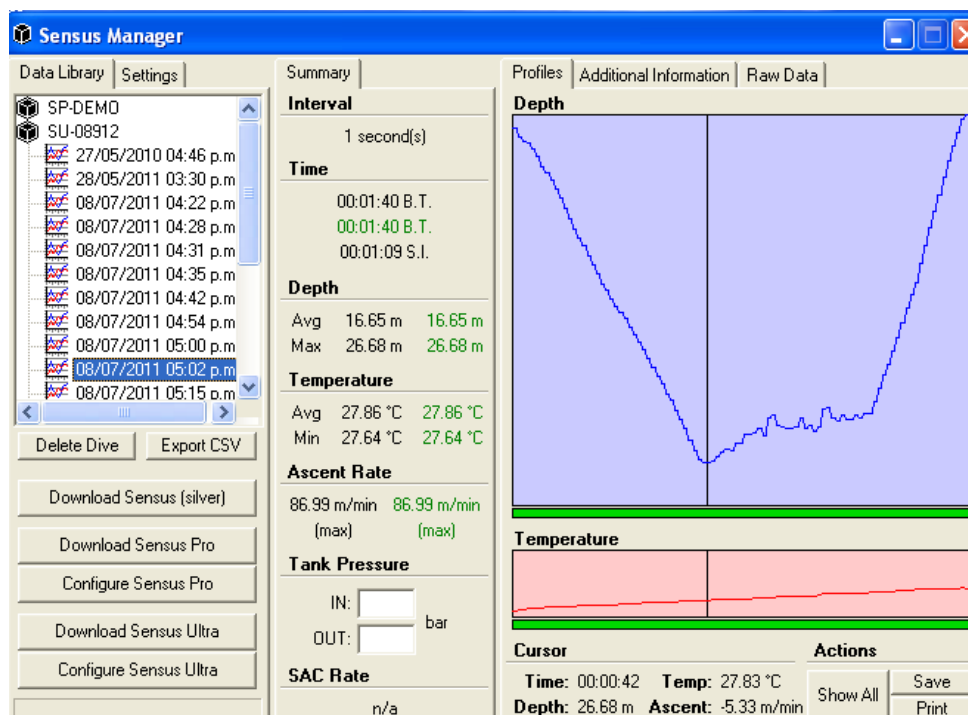 Sensus Manager
Data Library
Settings
SP-DEMO
SU-08912
27/05/2010 04:46 p.m
28/05/2011 03:30 p.m
08/07/2011 04:22 p.m
08/07/2011 04:28 p.m
08/07/2011 04:31 p.m
08/07/2011 04:35 p.m
08/07/2011 04:42 p.m
08/07/2011 04:54 p.m
08/07/2011 05:00 p.m
08/07/2011 05:02 p.m
08/07/2011 05:15 p.m
Delete Dive Export CSV
Download Sensus (silver)
Download Sensus Pro
Configure Sensus Pro
Download Sensus Ultra
Configure Sensus Ultra
Summary
Interval
1 second(s)
Time
00:01:40 B.T.
00:01:40 B.T.
00:01:09 S.I.
Depth
Avg 16.65 m 16.65 m
Max 26.68 m 26.68 m
Temperature
Avg 27.86 °C 27.86 °C
Min 27.64 °C 27.64 °C
Ascent Rate
86.99 m/min 86.99 m/min
(max) (max)
Tank Pressure
IN:
bar
OUT:
SAC Rate
n/a
Profiles Additional Information Raw Data
Depth
Temperature
Cursor
Time: 00:00:42 Temp: 27.83 °C
Depth: 26.68 m Ascent: -5.33 m/min
Actions
Show All
Save
Print